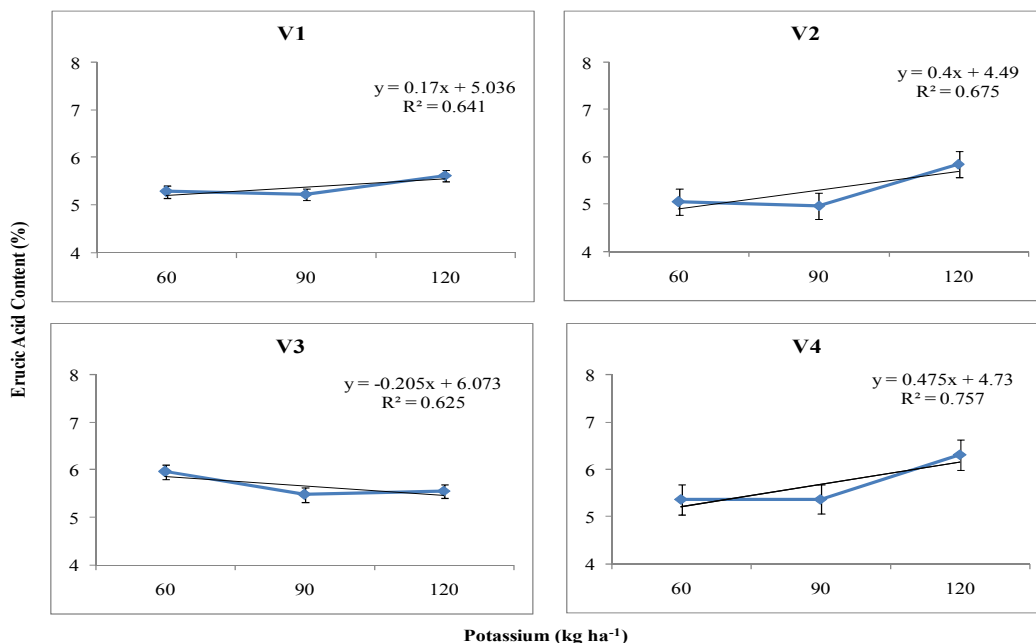 V1
8
7
6
5
4
y = 0.17x + 5.036
R² = 0.641
60 90 120
V2
8
7
6
5
4
y = 0.4x + 4.49
R² = 0.675
60 90 120
Erucic Acid Content (%)
V3
8
7
6
5
4
y = -0.205x + 6.073
R² = 0.625
60 90 120
V4
8
7
6
5
4
y = 0.475x + 4.73
R² = 0.757
60 90 120
Potassium (kg ha⁻¹)